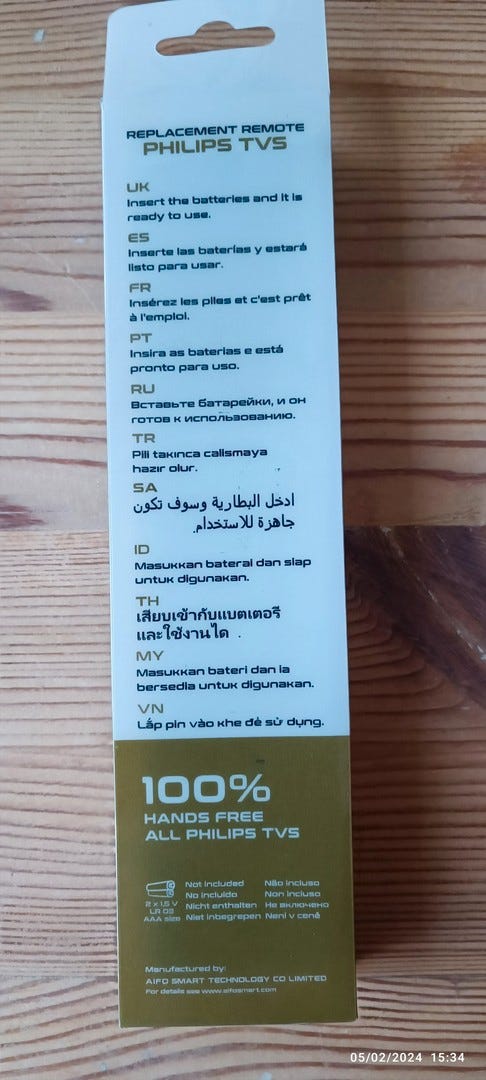 REPLACEMENT REMOTE
PHILIPS TVS
UK
Insert the batteries and it is
ready to use.
ES
Inserte las baterías y estará
listo para usar.
FR
Insérez les piles et c'est prêt
à l'emploi.
PT
Insira as baterias e está
pronto para uso.
RU
Вставьте батарейки, и он
готов к использованию.
TR
Pili takınca calismaya
hazır olur.
SA
ادخل البطارية وسوف تكون
جاهزة للاستخدام.
ID
Masukkan baterai dan siap
untuk digunakan.
TH
เสียบเข้ากับแบตเตอรี
และใช้งานได .
MY
Masukkan bateri dan ia
bersedia untuk digunakan.
VN
Lắp pin vào khe để sử dụng.
100%
HANDS FREE
ALL PHILIPS TVS
Not included Não incluso
No incluido Non incluso
Nicht enthalten Не включено
Niet inbegrepen Není v ceně
2 x 1,5 V
LR 03
AAA size
Manufactured by:
AIFO SMART TECHNOLOGY CO LIMITED
For details see www.aifosmart.com
05/02/2024 15:34